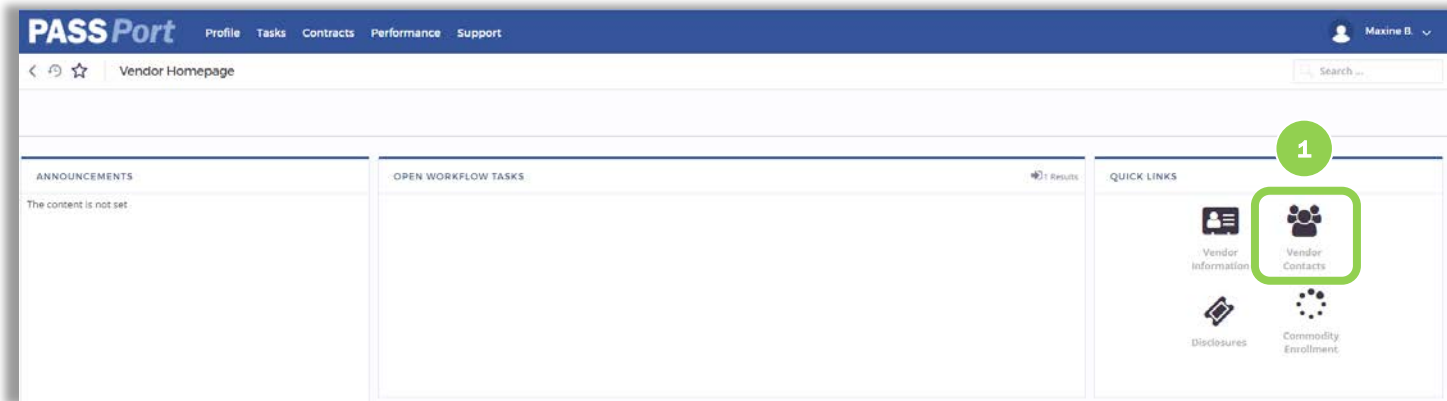 PASSPort Profile Tasks Contracts Performance Support Maxine B.
Vendor Homepage Search ...
1
ANNOUNCEMENTS OPEN WORKFLOW TASKS 1 Results QUICK LINKS
The content is not set
Vendor Information
Vendor Contacts
Disclosures
Commodity Enrollment